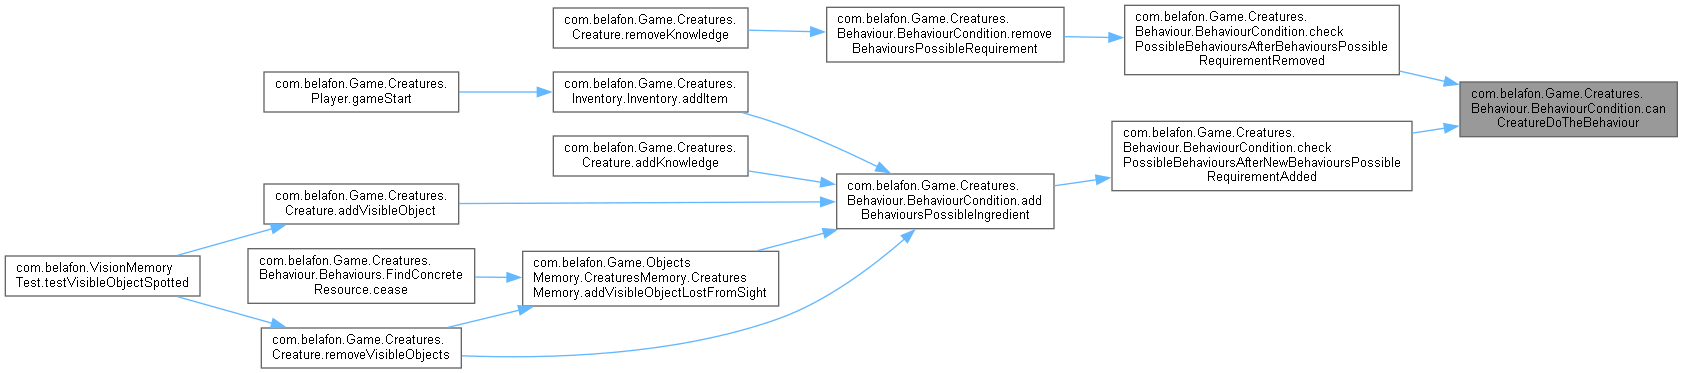 com.belafon.Game.Creatures.
Creature.removeKnowledge
com.belafon.Game.Creatures.
Behaviour.BehaviourCondition.remove
BehavioursPossibleRequirement
com.belafon.Game.Creatures.
Behaviour.BehaviourCondition.check
PossibleBehavioursAfterBehavioursPossible
RequirementRemoved
com.belafon.Game.Creatures.
Player.gameStart
com.belafon.Game.Creatures.
Inventory.Inventory.addItem
com.belafon.Game.Creatures.
Behaviour.BehaviourCondition.can
CreatureDoTheBehaviour
com.belafon.Game.Creatures.
Creature.addKnowledge
com.belafon.Game.Creatures.
Behaviour.BehaviourCondition.check
PossibleBehavioursAfterNewBehavioursPossible
RequirementAdded
com.belafon.Game.Creatures.
Creature.addVisibleObject
com.belafon.Game.Creatures.
Behaviour.BehaviourCondition.add
BehavioursPossibleIngredient
com.belafon.VisionMemory
Test.testVisibleObjectSpotted
com.belafon.Game.Creatures.
Behaviour.Behaviours.FindConcrete
Resource.cease
com.belafon.Game.Objects
Memory.CreaturesMemory.Creatures
Memory.addVisibleObjectLostFromSight
com.belafon.Game.Creatures.
Creature.removeVisibleObjects